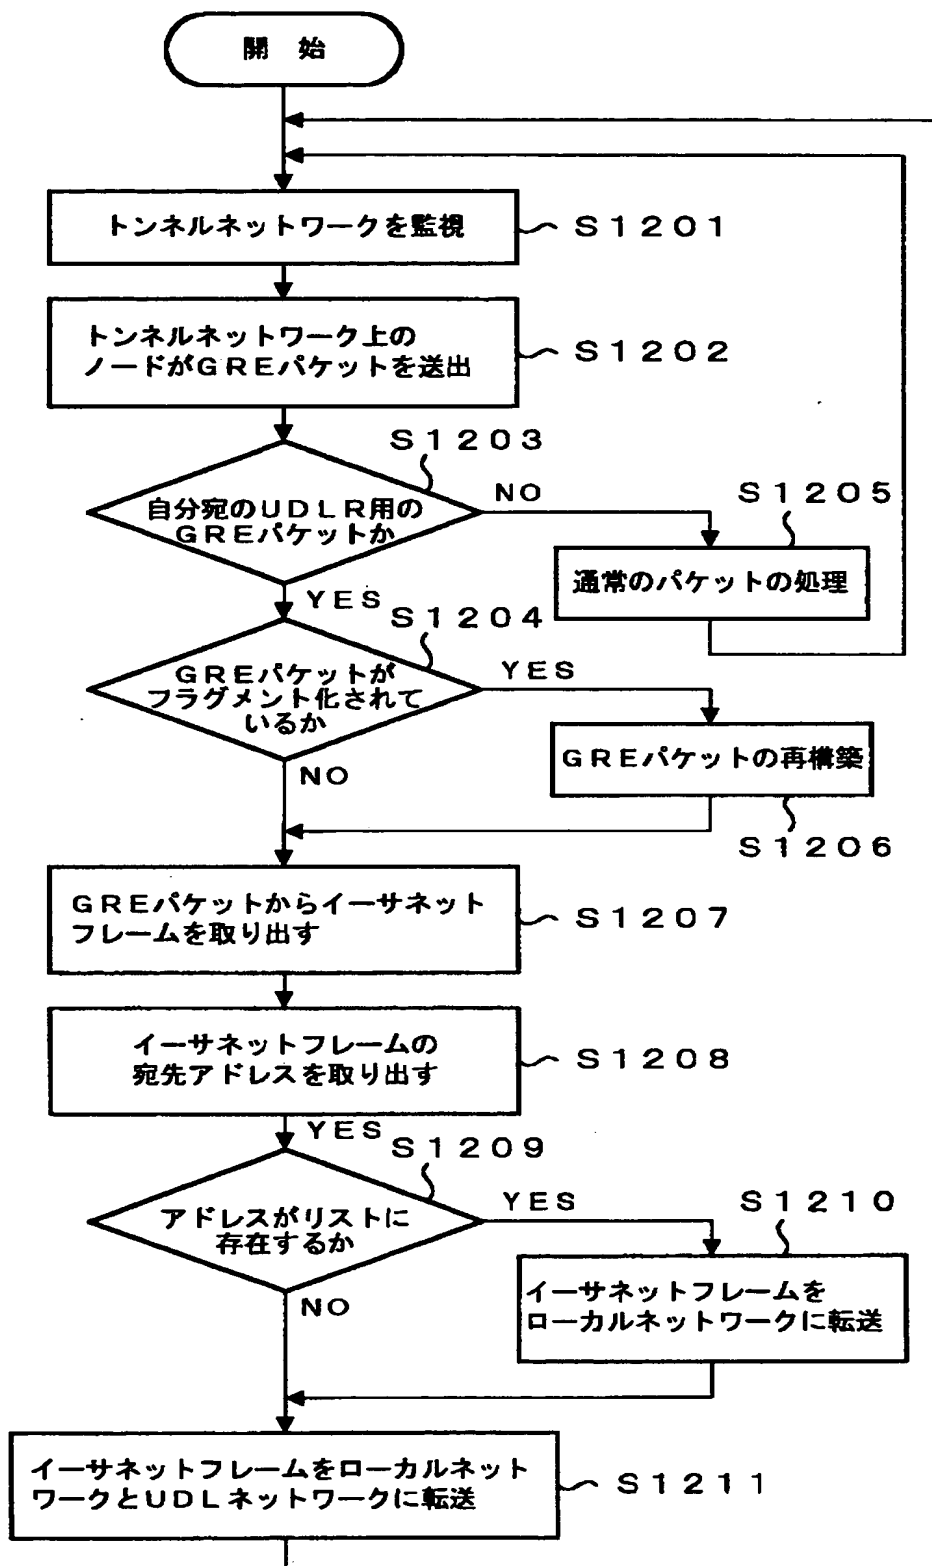 開 始
トンネルネットワークを監視
S1201
トンネルネットワーク上の
ノードがGREパケットを送出
S1202
S1203
自分宛のUDLR用の
GREパケットか
NO
S1205
通常のパケットの処理
YES
S1204
GREパケットが
フラグメント化されて
いるか
YES
GREパケットの再構築
NO
S1206
GREパケットからイーサネット
フレームを取り出す
S1207
イーサネットフレームの
宛先アドレスを取り出す
S1208
YES
S1209
アドレスがリストに
存在するか
YES
S1210
イーサネットフレームを
ローカルネットワークに転送
NO
イーサネットフレームをローカルネット
ワークとUDLネットワークに転送
S1211